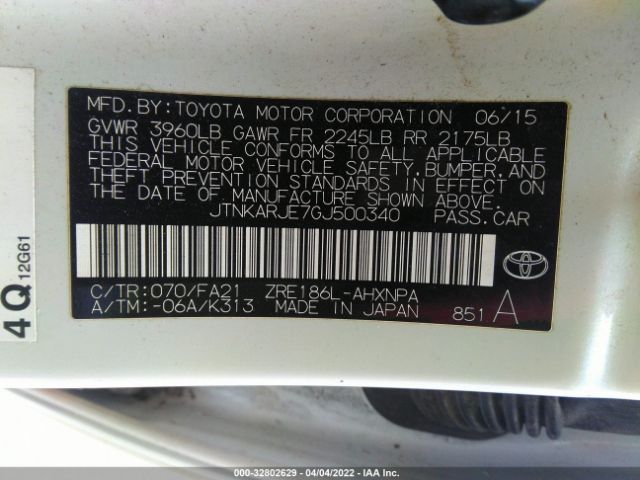 MFD. BY: TOYOTA MOTOR CORPORATION 06/15
GVWR 3960LB GAWR FR 2245LB RR 2175LB
THIS VEHICLE CONFORMS TO ALL APPLICABLE
FEDERAL MOTOR VEHICLE SAFETY, BUMPER, AND
THEFT PREVENTION STANDARDS IN EFFECT ON
THE DATE OF MANUFACTURE SHOWN ABOVE.
JTNKARJE7GJ500340 PASS. CAR
C/TR: 070/FA21 ZRE186L-AHXNPA
A/TM: -06A/K313 MADE IN JAPAN 851 A
4Q 12G61
000-32802629 - 04/04/2022 - IAAI, Inc.